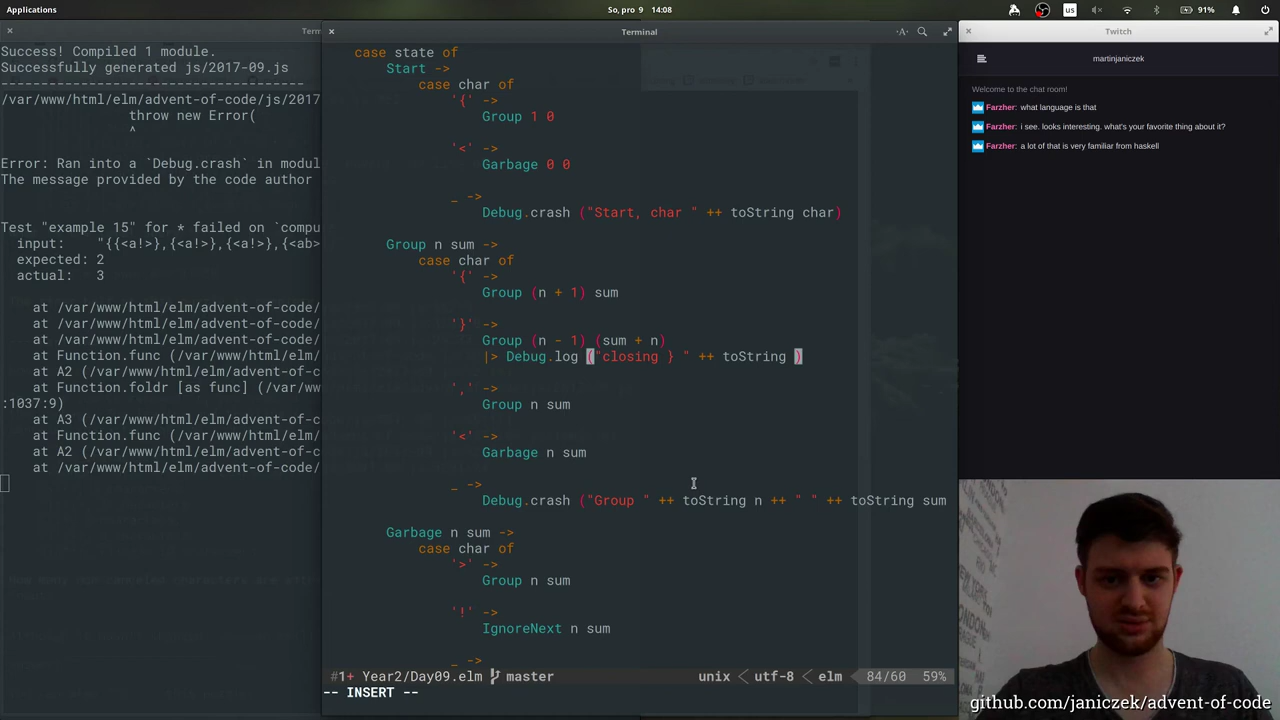 Applications
So, pro 9 14:08
us
91%
Term
Success! Compiled 1 module.
Successfully generated js/2017-09.js
/var/www/html/elm/advent-of-code/js/2017
throw new Error(
^
Error: Ran into a `Debug.crash` in modul
The message provided by the code author
Test "example 15" for * failed on `compu
input: "{{<a!>},{<a!>},{<a!>},{<ab>
expected: 2
actual: 3
at /var/www/html/elm/advent-of-code/
at /var/www/html/elm/advent-of-code/
at /var/www/html/elm/advent-of-code/
at Function.func (/var/www/html/elm/
at A2 (/var/www/html/elm/advent-of-c
at Function.foldr [as func] (/var/ww
:1037:9)
at A3 (/var/www/html/elm/advent-of-c
at Function.func (/var/www/html/elm/
at A2 (/var/www/html/elm/advent-of-c
at /var/www/html/elm/advent-of-code/
Terminal
case state of
Start ->
case char of
'{' ->
Group 1 0
'<' ->
Garbage 0 0
_ ->
Debug.crash ("Start, char " ++ toString char)
Group n sum ->
case char of
'{' ->
Group (n + 1) sum
'}' ->
Group (n - 1) (sum + n)
|> Debug.log ("closing } " ++ toString )
',' ->
Group n sum
'<' ->
Garbage n sum
_ ->
Debug.crash ("Group " ++ toString n ++ " " ++ toString sum
Garbage n sum ->
case char of
'>' ->
Group n sum
'!' ->
IgnoreNext n sum
_ ->
#1+ Year2/Day09.elm master unix < utf-8 < elm 84/60 59%
-- INSERT --
Twitch
martinjaniczek
Welcome to the chat room!
Farzher: what language is that
Farzher: i see. looks interesting. what's your favorite thing about it?
Farzher: a lot of that is very familiar from haskell
github.com/janiczek/advent-of-code